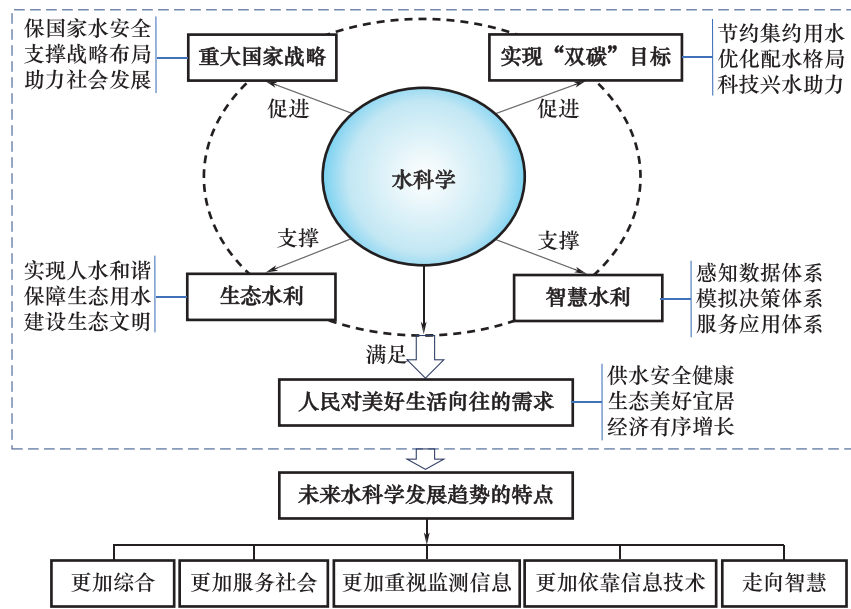 保国家水安全
支撑战略布局
助力社会发展
重大国家战略
实现“双碳”目标
节约集约用水
优化配水格局
科技兴水助力
促进
促进
水科学
支撑
支撑
实现人水和谐
保障生态用水
建设生态文明
生态水利
智慧水利
感知数据体系
模拟决策体系
服务应用体系
满足
人民对美好生活向往的需求
供水安全健康
生态美好宜居
经济有序增长
未来水科学发展趋势的特点
更加综合
更加服务社会
更加重视监测信息
更加依靠信息技术
走向智慧